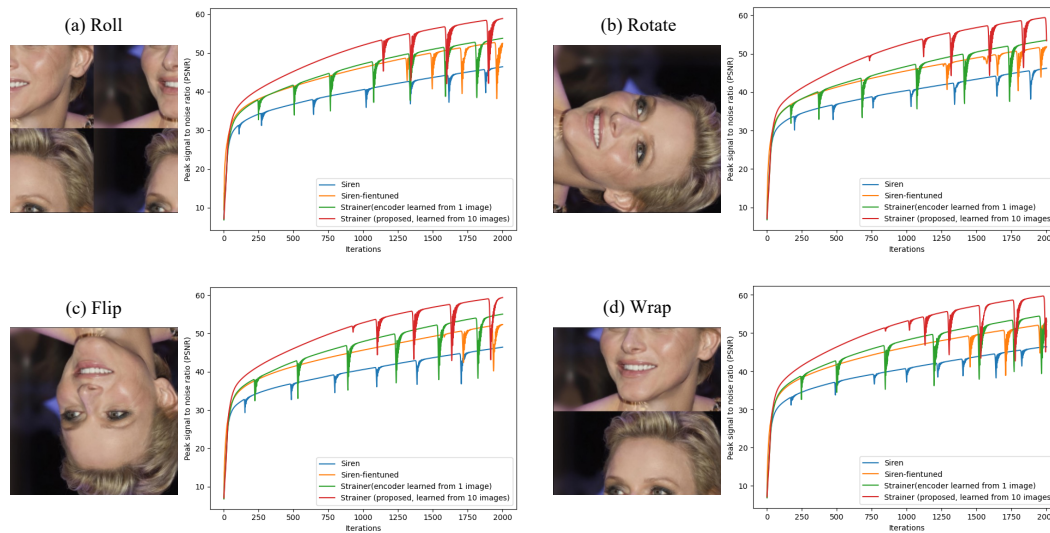 (a) Roll
60
50
40
30
20
10
Peak signal to noise ratio (PSNR)
Siren
Siren-fientuned
Strainer(encoder learned from 1 image)
Strainer (proposed, learned from 10 images)
0 250 500 750 1000 1250 1500 1750 2000
Iterations
(b) Rotate
60
50
40
30
20
10
Peak signal to noise ratio (PSNR)
Siren
Siren-fientuned
Strainer(encoder learned from 1 image)
Strainer (proposed, learned from 10 images)
0 250 500 750 1000 1250 1500 1750 2000
Iterations
(c) Flip
60
50
40
30
20
10
Peak signal to noise ratio (PSNR)
Siren
Siren-fientuned
Strainer(encoder learned from 1 image)
Strainer (proposed, learned from 10 images)
0 250 500 750 1000 1250 1500 1750 2000
Iterations
(d) Wrap
60
50
40
30
20
10
Peak signal to noise ratio (PSNR)
Siren
Siren-fientuned
Strainer(encoder learned from 1 image)
Strainer (proposed, learned from 10 images)
0 250 500 750 1000 1250 1500 1750 2000
Iterations